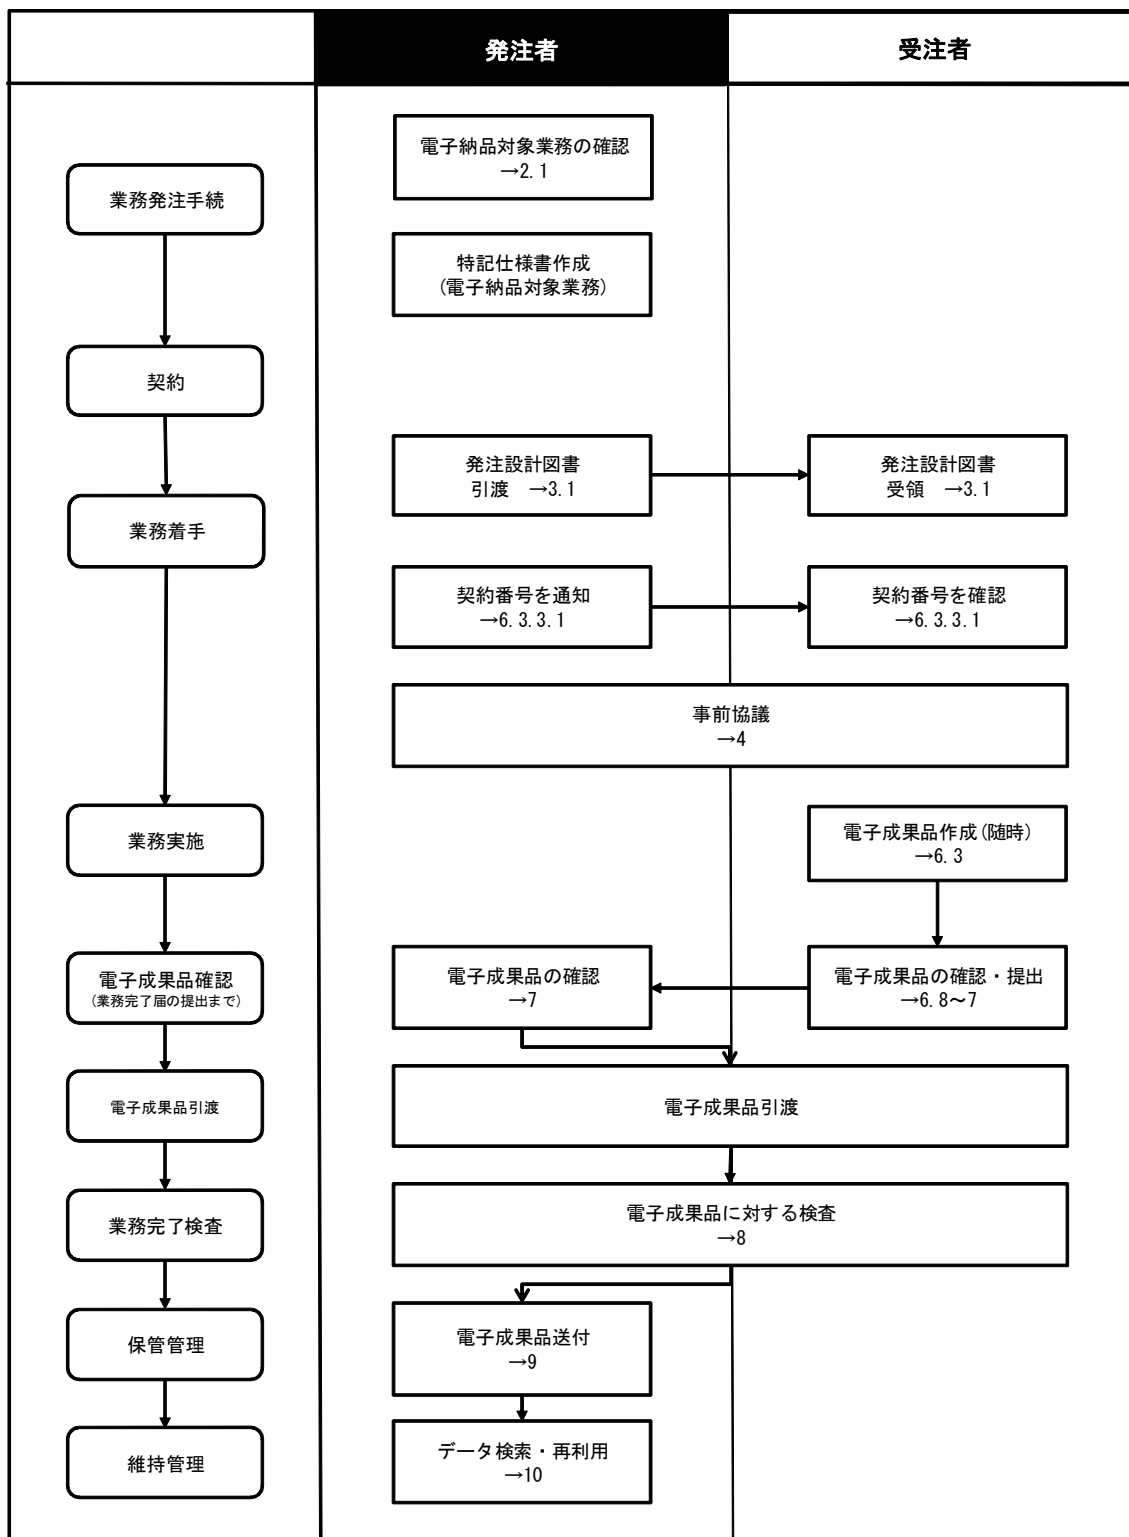 発注者
受注者
電子納品対象業務の確認
→2.1
業務発注手続
特記仕様書作成
(電子納品対象業務)
契約
発注設計図書
引渡　→3.1
発注設計図書
受領　→3.1
業務着手
契約番号を通知
→6.3.3.1
契約番号を確認
→6.3.3.1
事前協議
→4
業務実施
電子成果品作成(随時)
→6.3
電子成果品確認
(業務完了届の提出まで)
電子成果品の確認
→7
電子成果品の確認・提出
→6.8～7
電子成果品引渡
電子成果品引渡
業務完了検査
電子成果品に対する検査
→8
保管管理
電子成果品送付
→9
維持管理
データ検索・再利用
→10